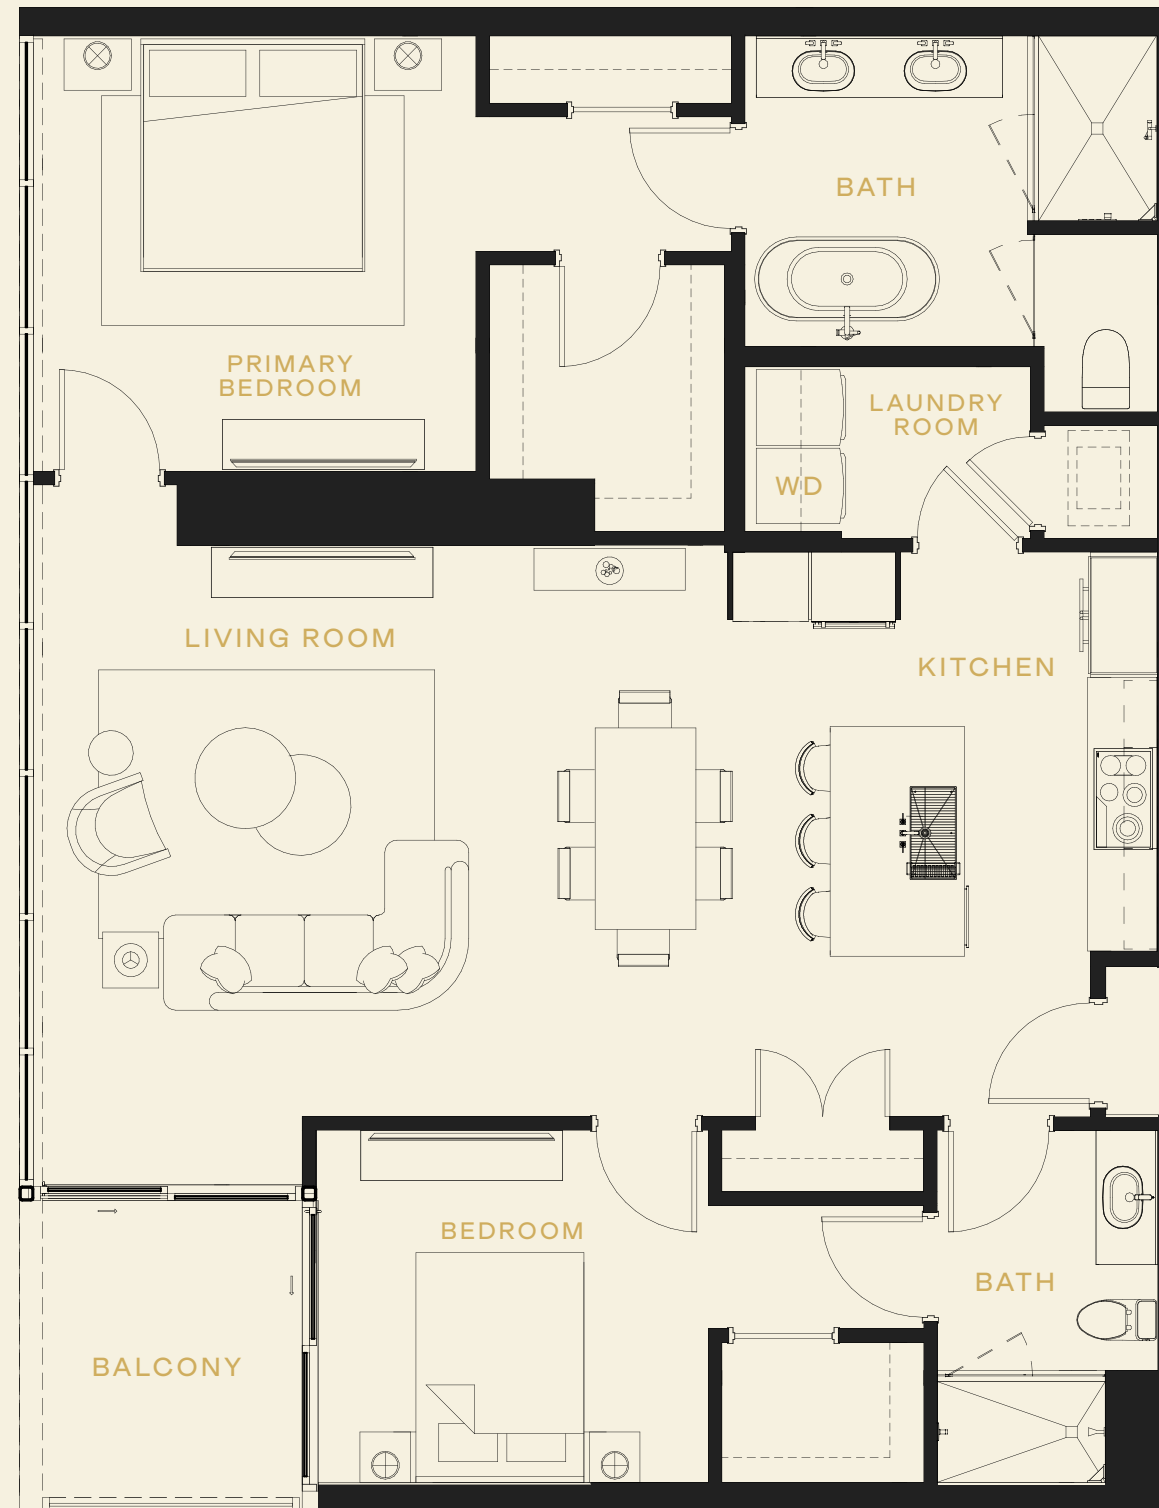 BATH
PRIMARY
BEDROOM
LAUNDRY
ROOM
WD
LIVING ROOM
KITCHEN
BEDROOM
BATH
BALCONY